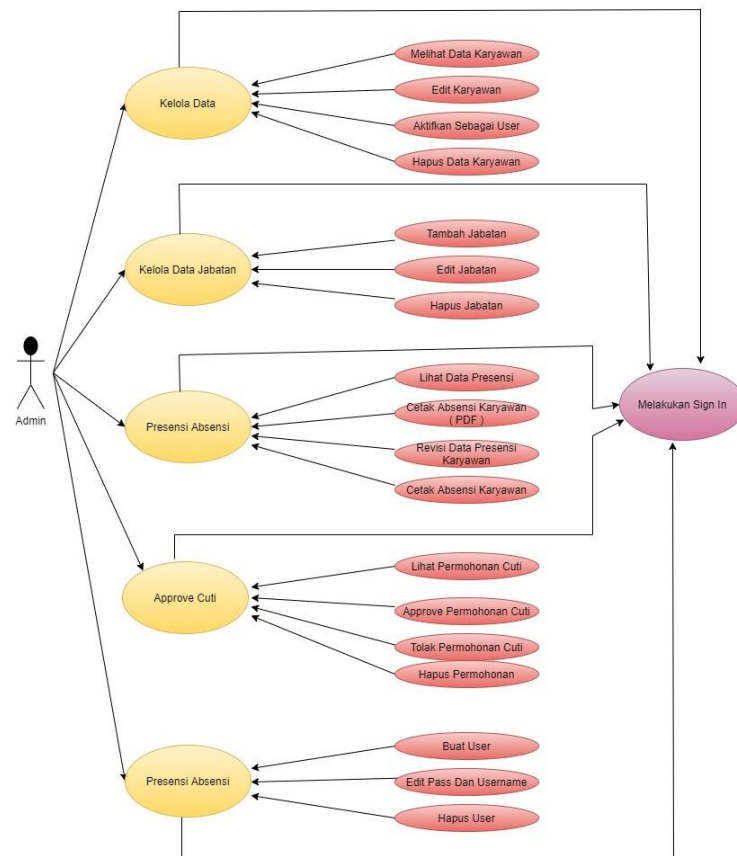 Melihat Data Karyawan
Edit Karyawan
Kelola Data
Aktifkan Sebagai User
Hapus Data Karyawan
Tambah Jabatan
Kelola Data Jabatan
Edit Jabatan
Hapus Jabatan
Admin
Lihat Data Presensi
Melakukan Sign In
Cetak Absensi Karyawan
( PDF )
Presensi Absensi
Revisi Data Presensi
Karyawan
Cetak Absensi Karyawan
Lihat Permohonan Cuti
Approve Cuti
Approve Permohonan Cuti
Tolak Permohonan Cuti
Hapus Permohonan
Buat User
Presensi Absensi
Edit Pass Dan Username
Hapus User